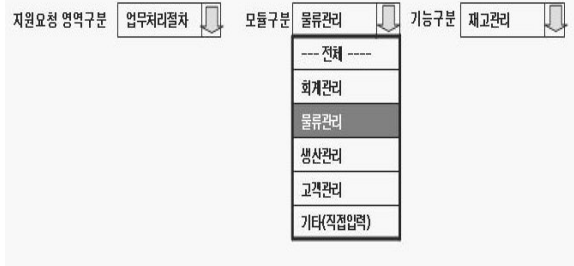 지원요청 영역구분 업무처리절차 모듈구분 물류관리 기능구분 재고관리
--- 전체 ----
회계관리
물류관리
생산관리
고객관리
기타(직접입력)